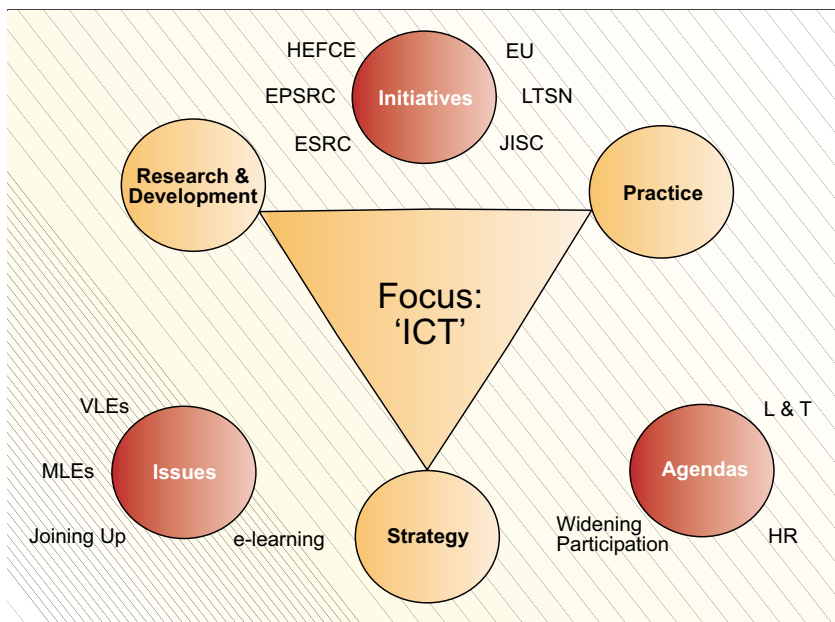 HEFCE
EU
EPSRC
Initiatives
LTSN
ESRC
JISC
Research &
Development
Practice
Focus:
‘ICT’
VLEs
L & T
MLEs
Issues
Agendas
Joining Up
e-learning
Strategy
Widening
Participation
HR